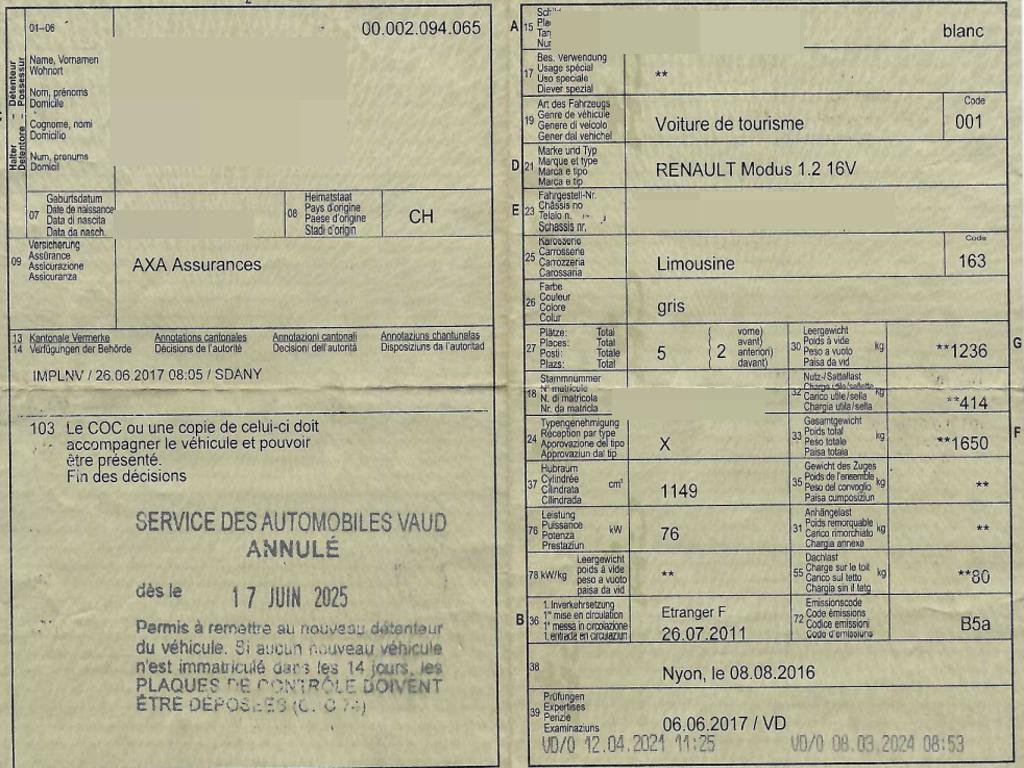 01-06
00.002.094.065
Halter - Détenteur
Detentore - Possessur
Name, Vornamen
Wohnort
Nom, prénoms
Domicile
Cognome, nomi
Domicilio
Num, prenums
Domicil
07
Geburtsdatum
Date de naissance
Data di nascita
Data da nasch.
08
Heimatstaat
Pays d'origine
Paese d'origine
Stadi d'origin
CH
09
Versicherung
Assurance
Assicurazione
Assicuranza
AXA Assurances
13 Kantonale Vermerke Annotations cantonales Annotazioni cantonali Annotaziuns chantunalas
14 Verfügungen der Behörde Décisions de l'autorité Decisioni dell'autorità Disposiziuns da l'autoritad
IMPLNV / 26.06.2017 08:05 / SDANY
103 Le COC ou une copie de celui-ci doit
accompagner le véhicule et pouvoir
être présenté.
Fin des décisions
SERVICE DES AUTOMOBILES VAUD
ANNULÉ
dès le 17 JUIN 2025
Permis à remettre au nouveau détenteur
du véhicule. Si aucun nouveau véhicule
n'est immatriculé dans les 14 jours, les
PLAQUES DE CONTRÔLE DOIVENT
ÊTRE DÉPOSÉES
A
15
blanc
17
Bes. Verwendung
Usage spécial
Uso speciale
Diever spezial
**
19
Art des Fahrzeugs
Genre de véhicule
Genere di veicolo
Gener dal vehichel
Voiture de tourisme
Code
001
D
21
Marke und Typ
Marque et type
Marca e tipo
Marca e tip
RENAULT Modus 1.2 16V
E
23
Fahrgestell-Nr.
Châssis no
Telaio n.
Schassis nr.
25
Karosserie
Carrosserie
Carrozzeria
Carossaria
Limousine
Code
163
26
Farbe
Couleur
Colore
Colur
gris
27
Plätze: Total
Places: Total
Posti: Totale
Plazs: Total
5
2
vorne)
avant)
anteriori)
davant)
30
Leergewicht
Poids à vide
Peso a vuoto
Paisa da vid
kg
**1236
G
18
Stammnummer
N° matricule
N. di matricola
Nr. da matricla
32
Nutz-/Sattellast
Charge utile/sellette
Carico utile/sella
Chargia utila/sella
kg
**414
24
Typengenehmigung
Réception par type
Approvazione del tipo
Approvaziun dal tip
X
33
Gesamtgewicht
Poids total
Peso totale
Paisa totala
kg
**1650
F
37
Hubraum
Cylindrée
Cilindrata
Cilindrada
cm³
1149
35
Gewicht des Zuges
Poids de l'ensemble
Peso del convoglio
Paisa cumposiziun
kg
**
76
Leistung
Puissance
Potenza
Prestaziun
kW
76
31
Anhängelast
Poids remorquable
Carico rimorchiato
Chargia annexa
kg
**
78 kW/kg
Leergewicht
poids à vide
peso a vuoto
paisa da vid
**
55
Dachlast
Charge sur le toit
Carico sul tetto
Chargia sin il tetg
kg
**80
B
36
1. Inverkehrsetzung
1re mise en circulation
1a messa in circolazione
1. entrada en circulaziun
Etranger F
26.07.2011
72
Emissionscode
Code émissions
Codice emissioni
Code d'emissiuns
B5a
38
Nyon, le 08.08.2016
39
Prüfungen
Expertises
Perizie
Examinaziuns
06.06.2017 / VD
VD/0 12.04.2021 11:25
VD/0 08.03.2024 08:53